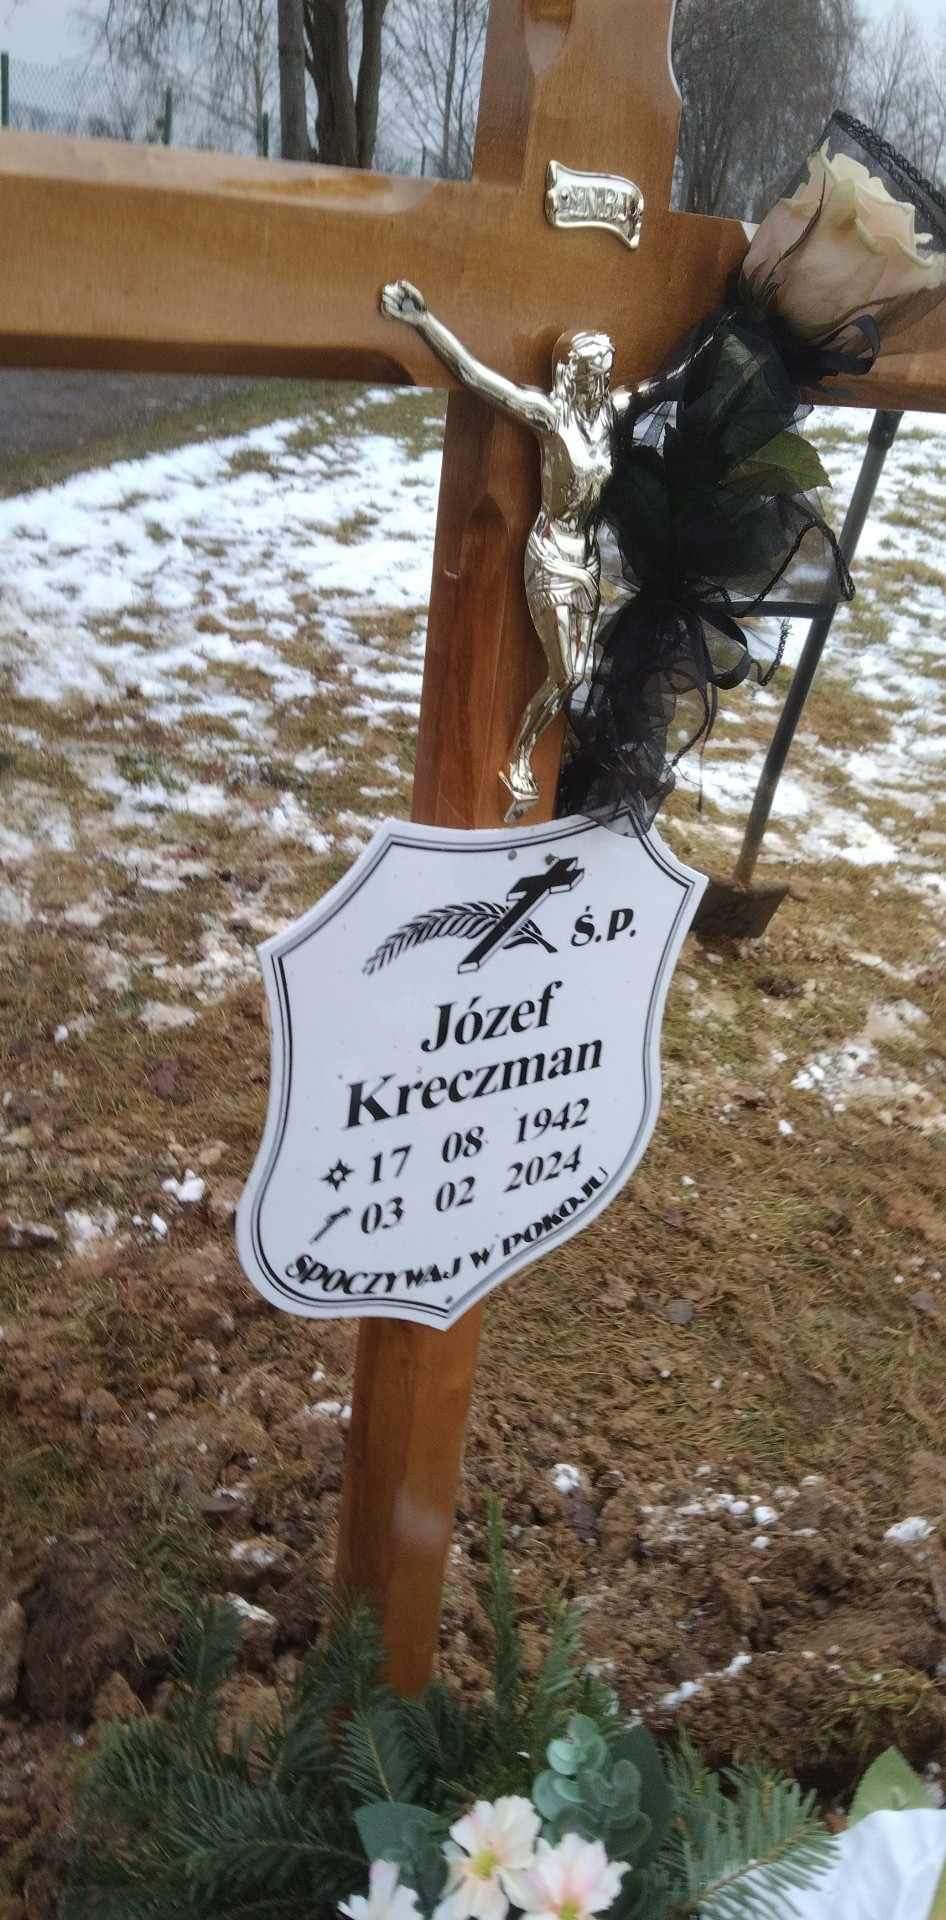 INRI
Ś.P.
Józef
Kreczman
17 08 1942
03 02 2024
SPOCZYWAJ W POKOJU